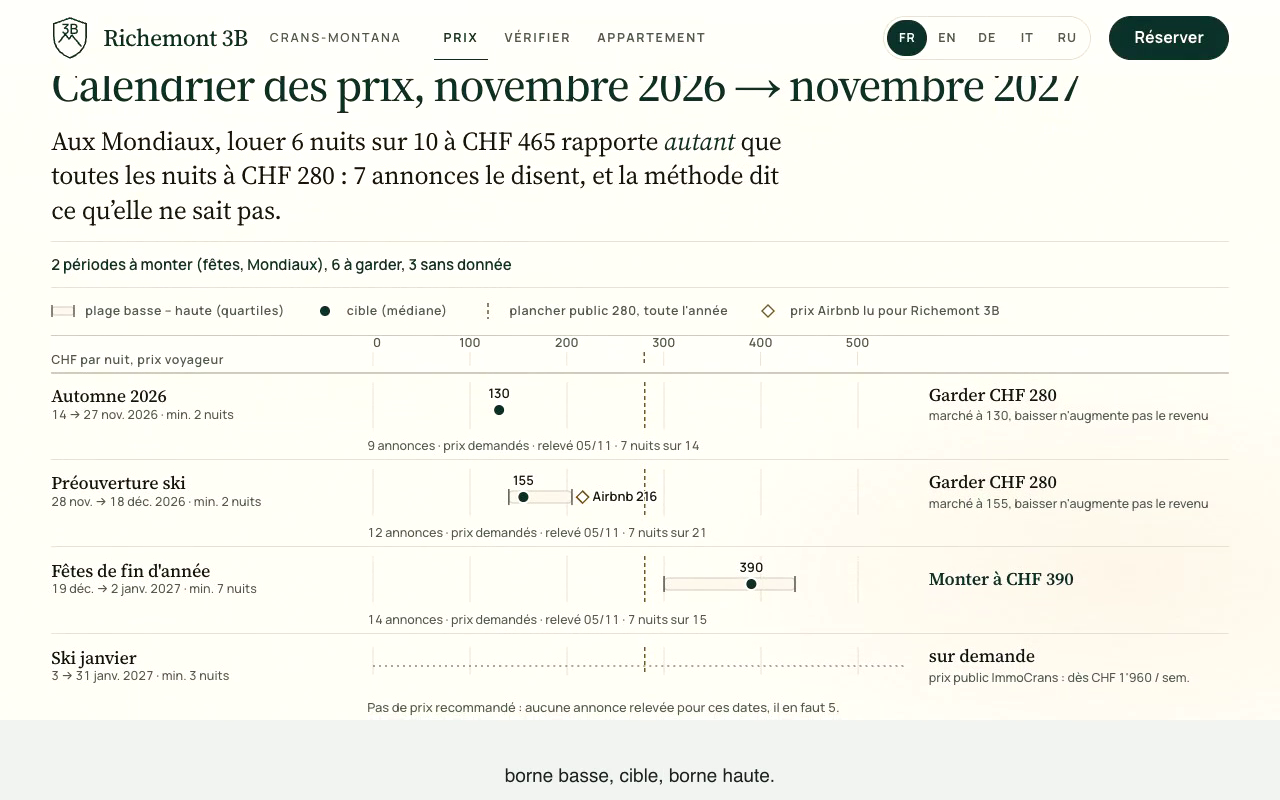 3B
Richemont 3B CRANS-MONTANA PRIX VÉRIFIER APPARTEMENT FR EN DE IT RU Réserver
Calendrier des prix, novembre 2026 → novembre 2027
Aux Mondiaux, louer 6 nuits sur 10 à CHF 465 rapporte autant que
toutes les nuits à CHF 280 : 7 annonces le disent, et la méthode dit
ce qu’elle ne sait pas.
2 périodes à monter (fêtes, Mondiaux), 6 à garder, 3 sans donnée
plage basse – haute (quartiles) cible (médiane) plancher public 280, toute l'année prix Airbnb lu pour Richemont 3B
CHF par nuit, prix voyageur 0 100 200 300 400 500
Automne 2026 130 Garder CHF 280
14 → 27 nov. 2026 · min. 2 nuits marché à 130, baisser n'augmente pas le revenu
9 annonces · prix demandés · relevé 05/11 · 7 nuits sur 14
Préouverture ski 155 Garder CHF 280
28 nov. → 18 déc. 2026 · min. 2 nuits Airbnb 216 marché à 155, baisser n'augmente pas le revenu
12 annonces · prix demandés · relevé 05/11 · 7 nuits sur 21
Fêtes de fin d'année 390 Monter à CHF 390
19 déc. → 2 janv. 2027 · min. 7 nuits
14 annonces · prix demandés · relevé 05/11 · 7 nuits sur 15
Ski janvier sur demande
3 → 31 janv. 2027 · min. 3 nuits prix public ImmoCrans : dès CHF 1'960 / sem.
Pas de prix recommandé : aucune annonce relevée pour ces dates, il en faut 5.
borne basse, cible, borne haute.